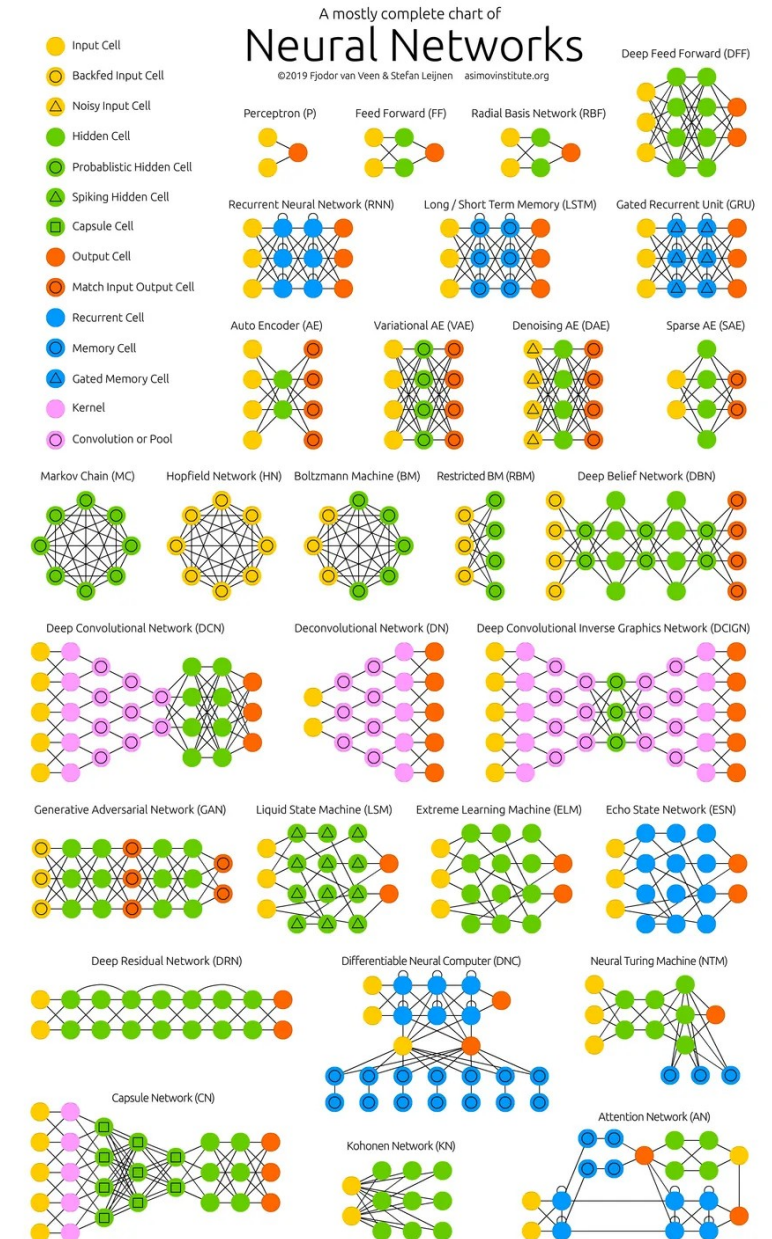 A mostly complete chart of
Neural Networks
©2019 Fjodor van Veen & Stefan Leijnen asimovinstitute.org
Input Cell
Backfed Input Cell
Noisy Input Cell
Hidden Cell
Probablistic Hidden Cell
Spiking Hidden Cell
Capsule Cell
Output Cell
Match Input Output Cell
Recurrent Cell
Memory Cell
Gated Memory Cell
Kernel
Convolution or Pool
Perceptron (P)
Feed Forward (FF)
Radial Basis Network (RBF)
Deep Feed Forward (DFF)
Recurrent Neural Network (RNN)
Long / Short Term Memory (LSTM)
Gated Recurrent Unit (GRU)
Auto Encoder (AE)
Variational AE (VAE)
Denoising AE (DAE)
Sparse AE (SAE)
Markov Chain (MC)
Hopfield Network (HN)
Boltzmann Machine (BM)
Restricted BM (RBM)
Deep Belief Network (DBN)
Deep Convolutional Network (DCN)
Deconvolutional Network (DN)
Deep Convolutional Inverse Graphics Network (DCIGN)
Generative Adversarial Network (GAN)
Liquid State Machine (LSM)
Extreme Learning Machine (ELM)
Echo State Network (ESN)
Deep Residual Network (DRN)
Differentiable Neural Computer (DNC)
Neural Turing Machine (NTM)
Capsule Network (CN)
Kohonen Network (KN)
Attention Network (AN)